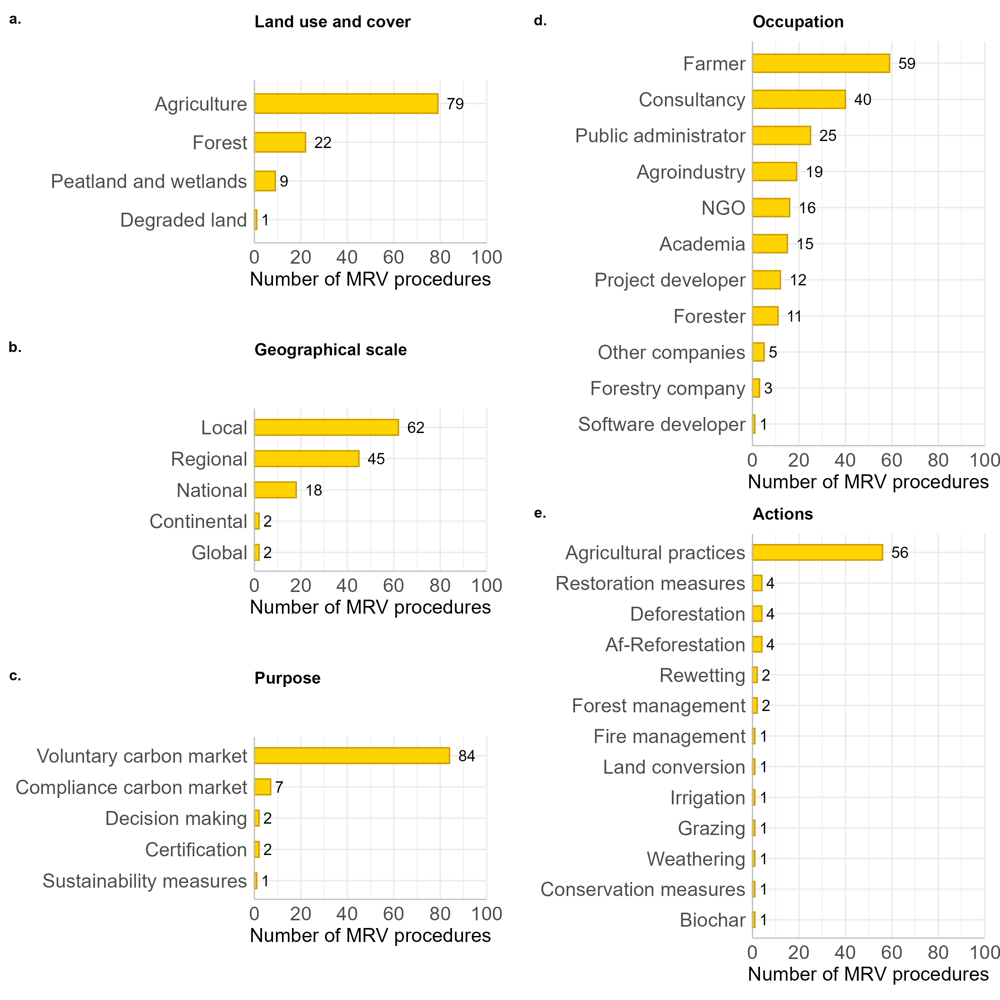 a.
Land use and cover
Agriculture 79
Forest 22
Peatland and wetlands 9
Degraded land 1
0 20 40 60 80 100
Number of MRV procedures
b.
Geographical scale
Local 62
Regional 45
National 18
Continental 2
Global 2
0 20 40 60 80 100
Number of MRV procedures
c.
Purpose
Voluntary carbon market 84
Compliance carbon market 7
Decision making 2
Certification 2
Sustainability measures 1
0 20 40 60 80 100
Number of MRV procedures
d.
Occupation
Farmer 59
Consultancy 40
Public administrator 25
Agroindustry 19
NGO 16
Academia 15
Project developer 12
Forester 11
Other companies 5
Forestry company 3
Software developer 1
0 20 40 60 80 100
Number of MRV procedures
e.
Actions
Agricultural practices 56
Restoration measures 4
Deforestation 4
Af-Reforestation 4
Rewetting 2
Forest management 2
Fire management 1
Land conversion 1
Irrigation 1
Grazing 1
Weathering 1
Conservation measures 1
Biochar 1
0 20 40 60 80 100
Number of MRV procedures